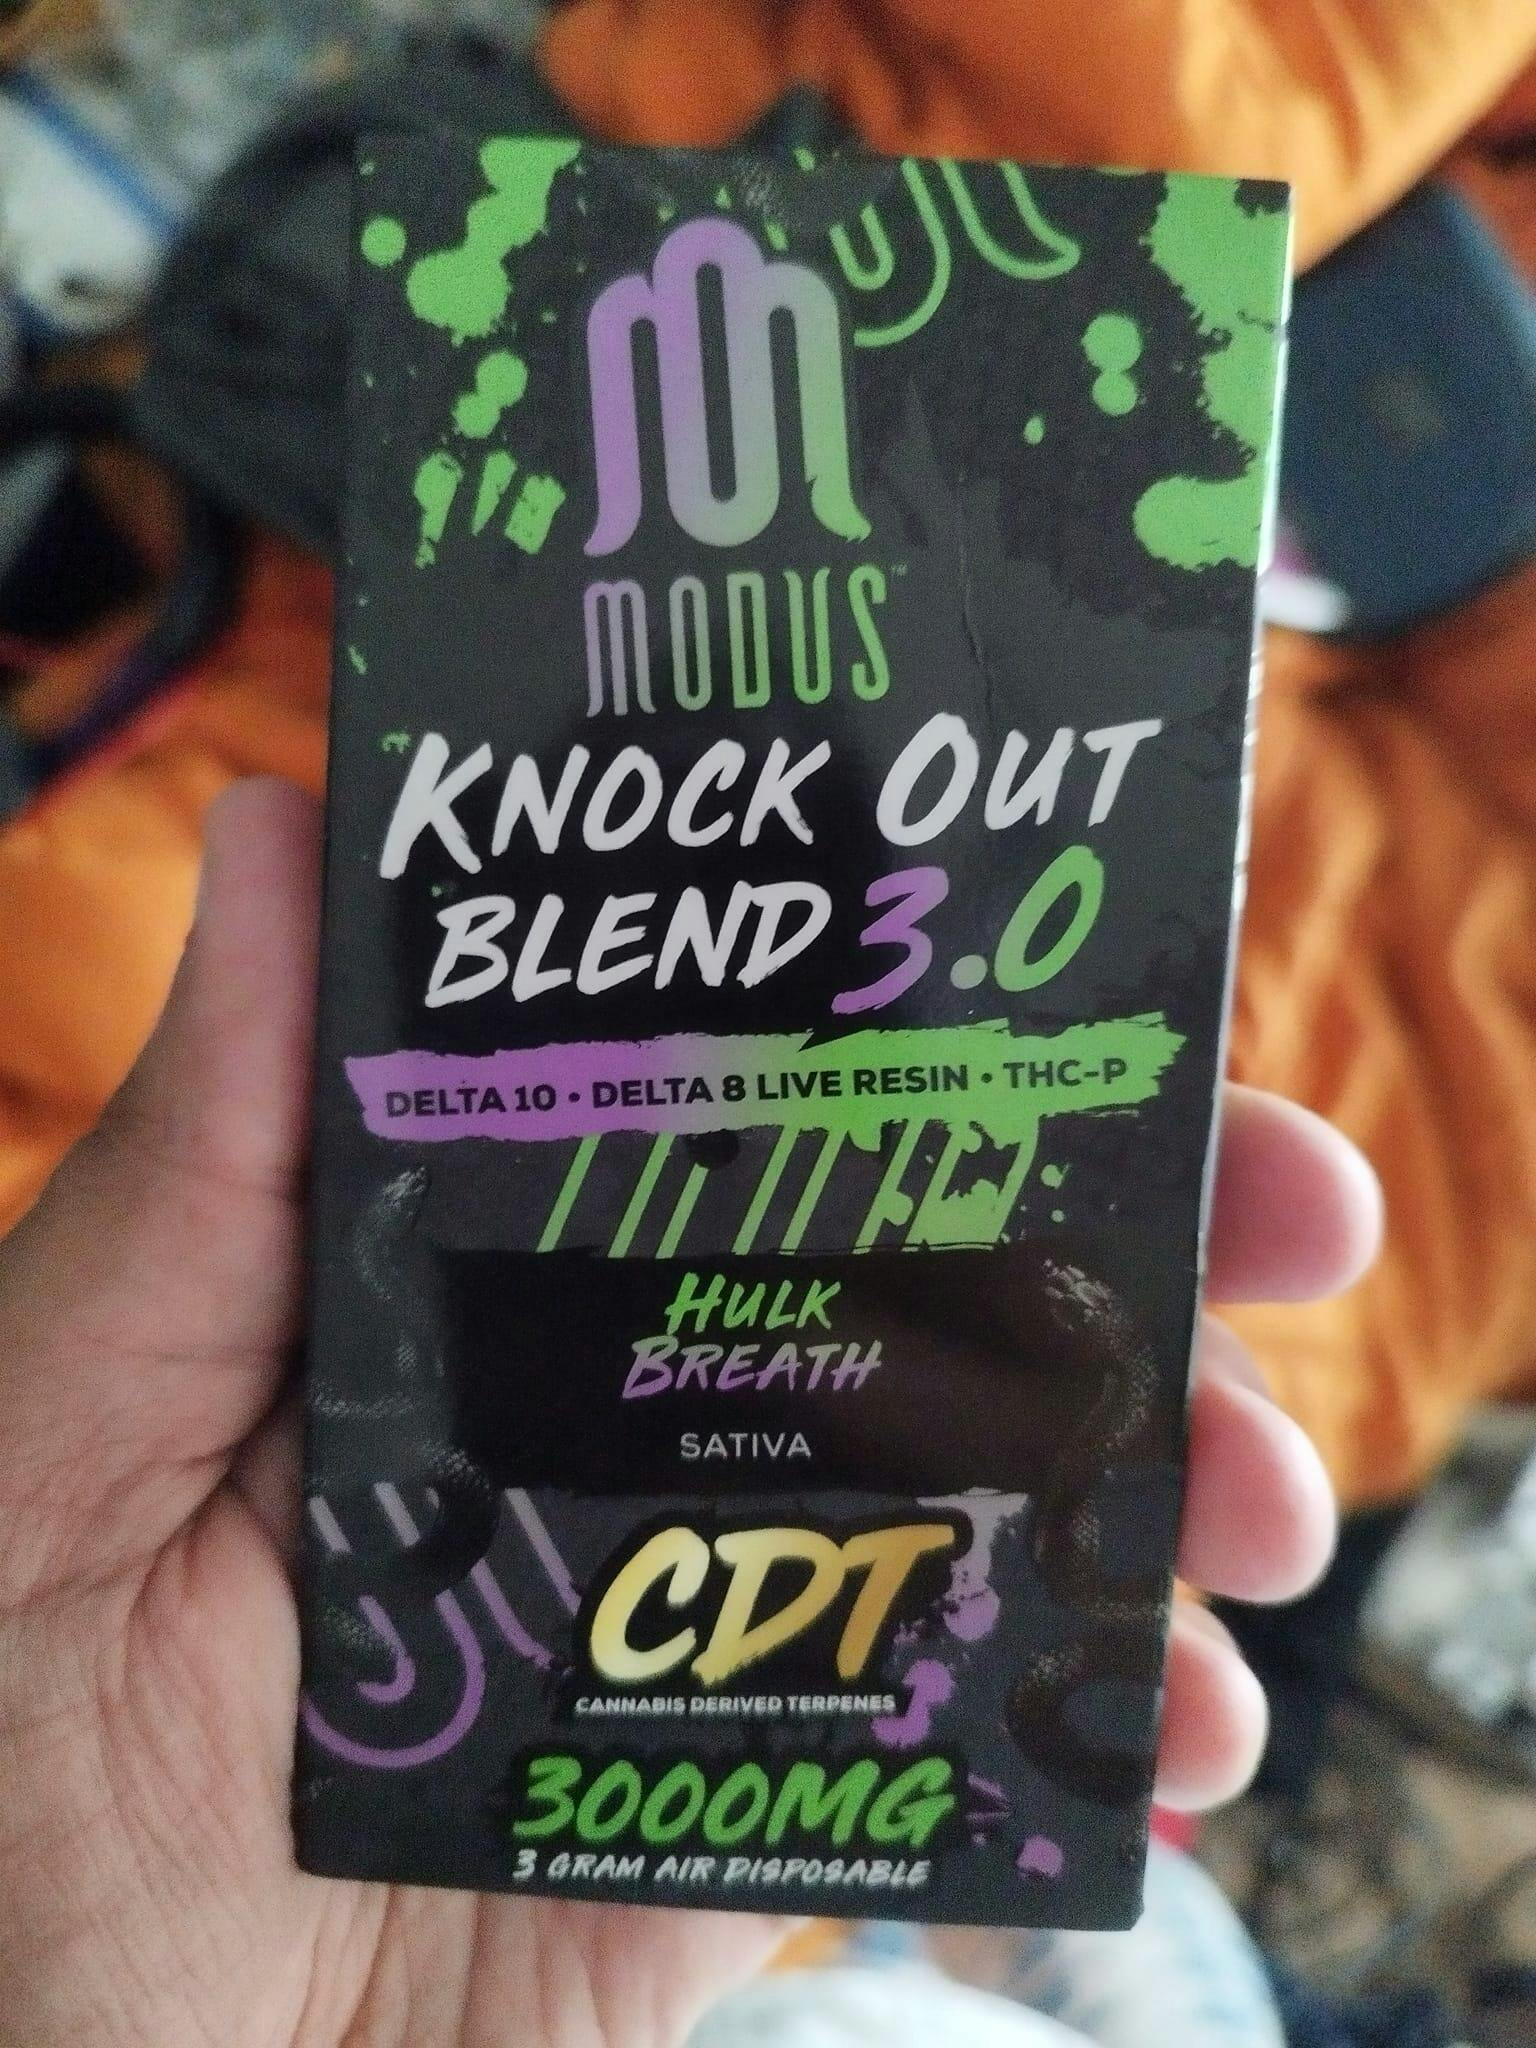 MODUS™
KNOCK OUT
BLEND 3.0
DELTA 10 • DELTA 8 LIVE RESIN • THC-P
HULK
BREATH
SATIVA
CDT
CANNABIS DERIVED TERPENES
3000MG
3 GRAM AIR DISPOSABLE